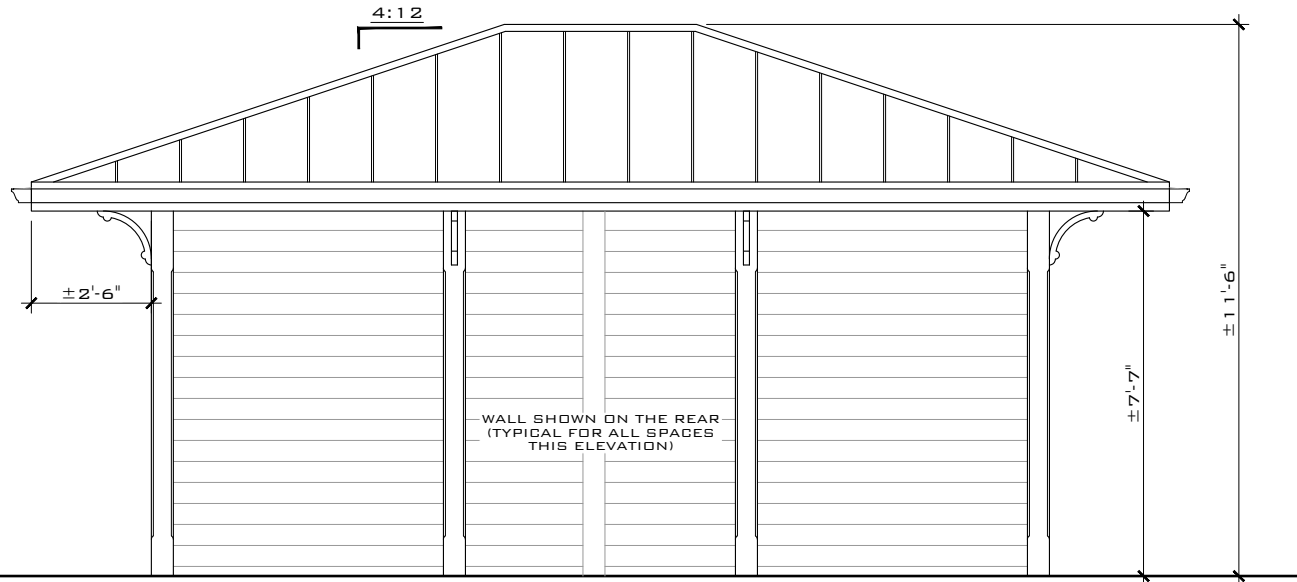 4:12
±2'-6"
±11'-6"
±7'-7"
WALL SHOWN ON THE REAR
(TYPICAL FOR ALL SPACES
THIS ELEVATION)